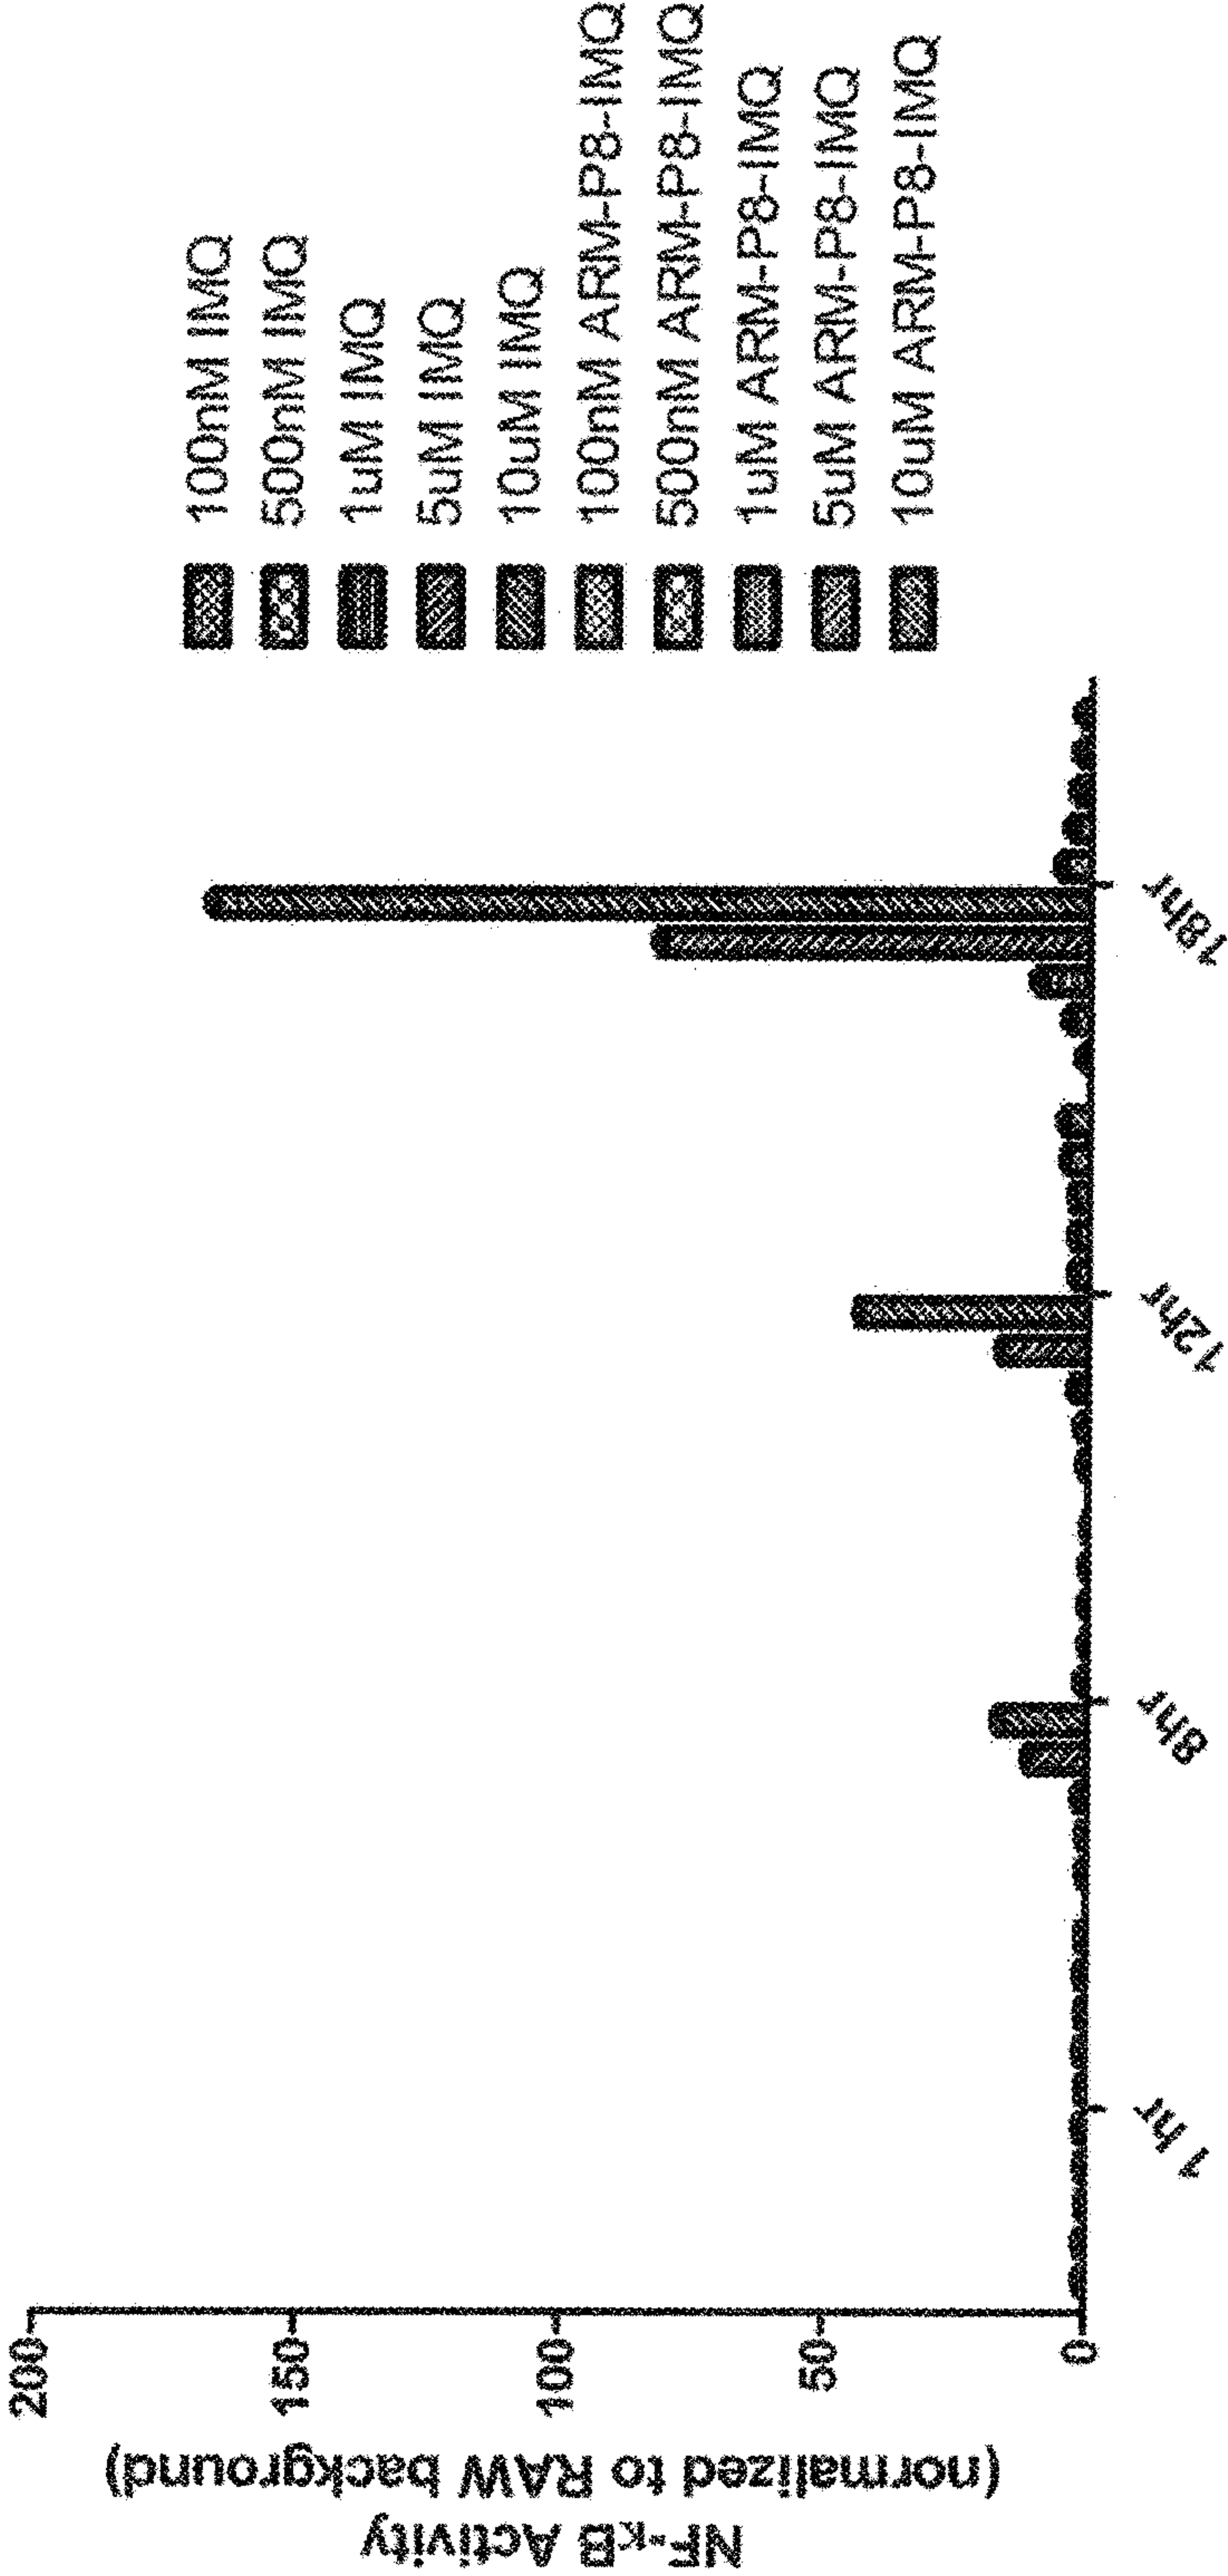 NF-κB Activity
(normalized to RAW background)
200
150
100
50
0
1 hr
8hr
12hr
18hr
100nM IMQ
500nM IMQ
1uM IMQ
5uM IMQ
10uM IMQ
100nM ARM-P8-IMQ
500nM ARM-P8-IMQ
1uM ARM-P8-IMQ
5uM ARM-P8-IMQ
10uM ARM-P8-IMQ